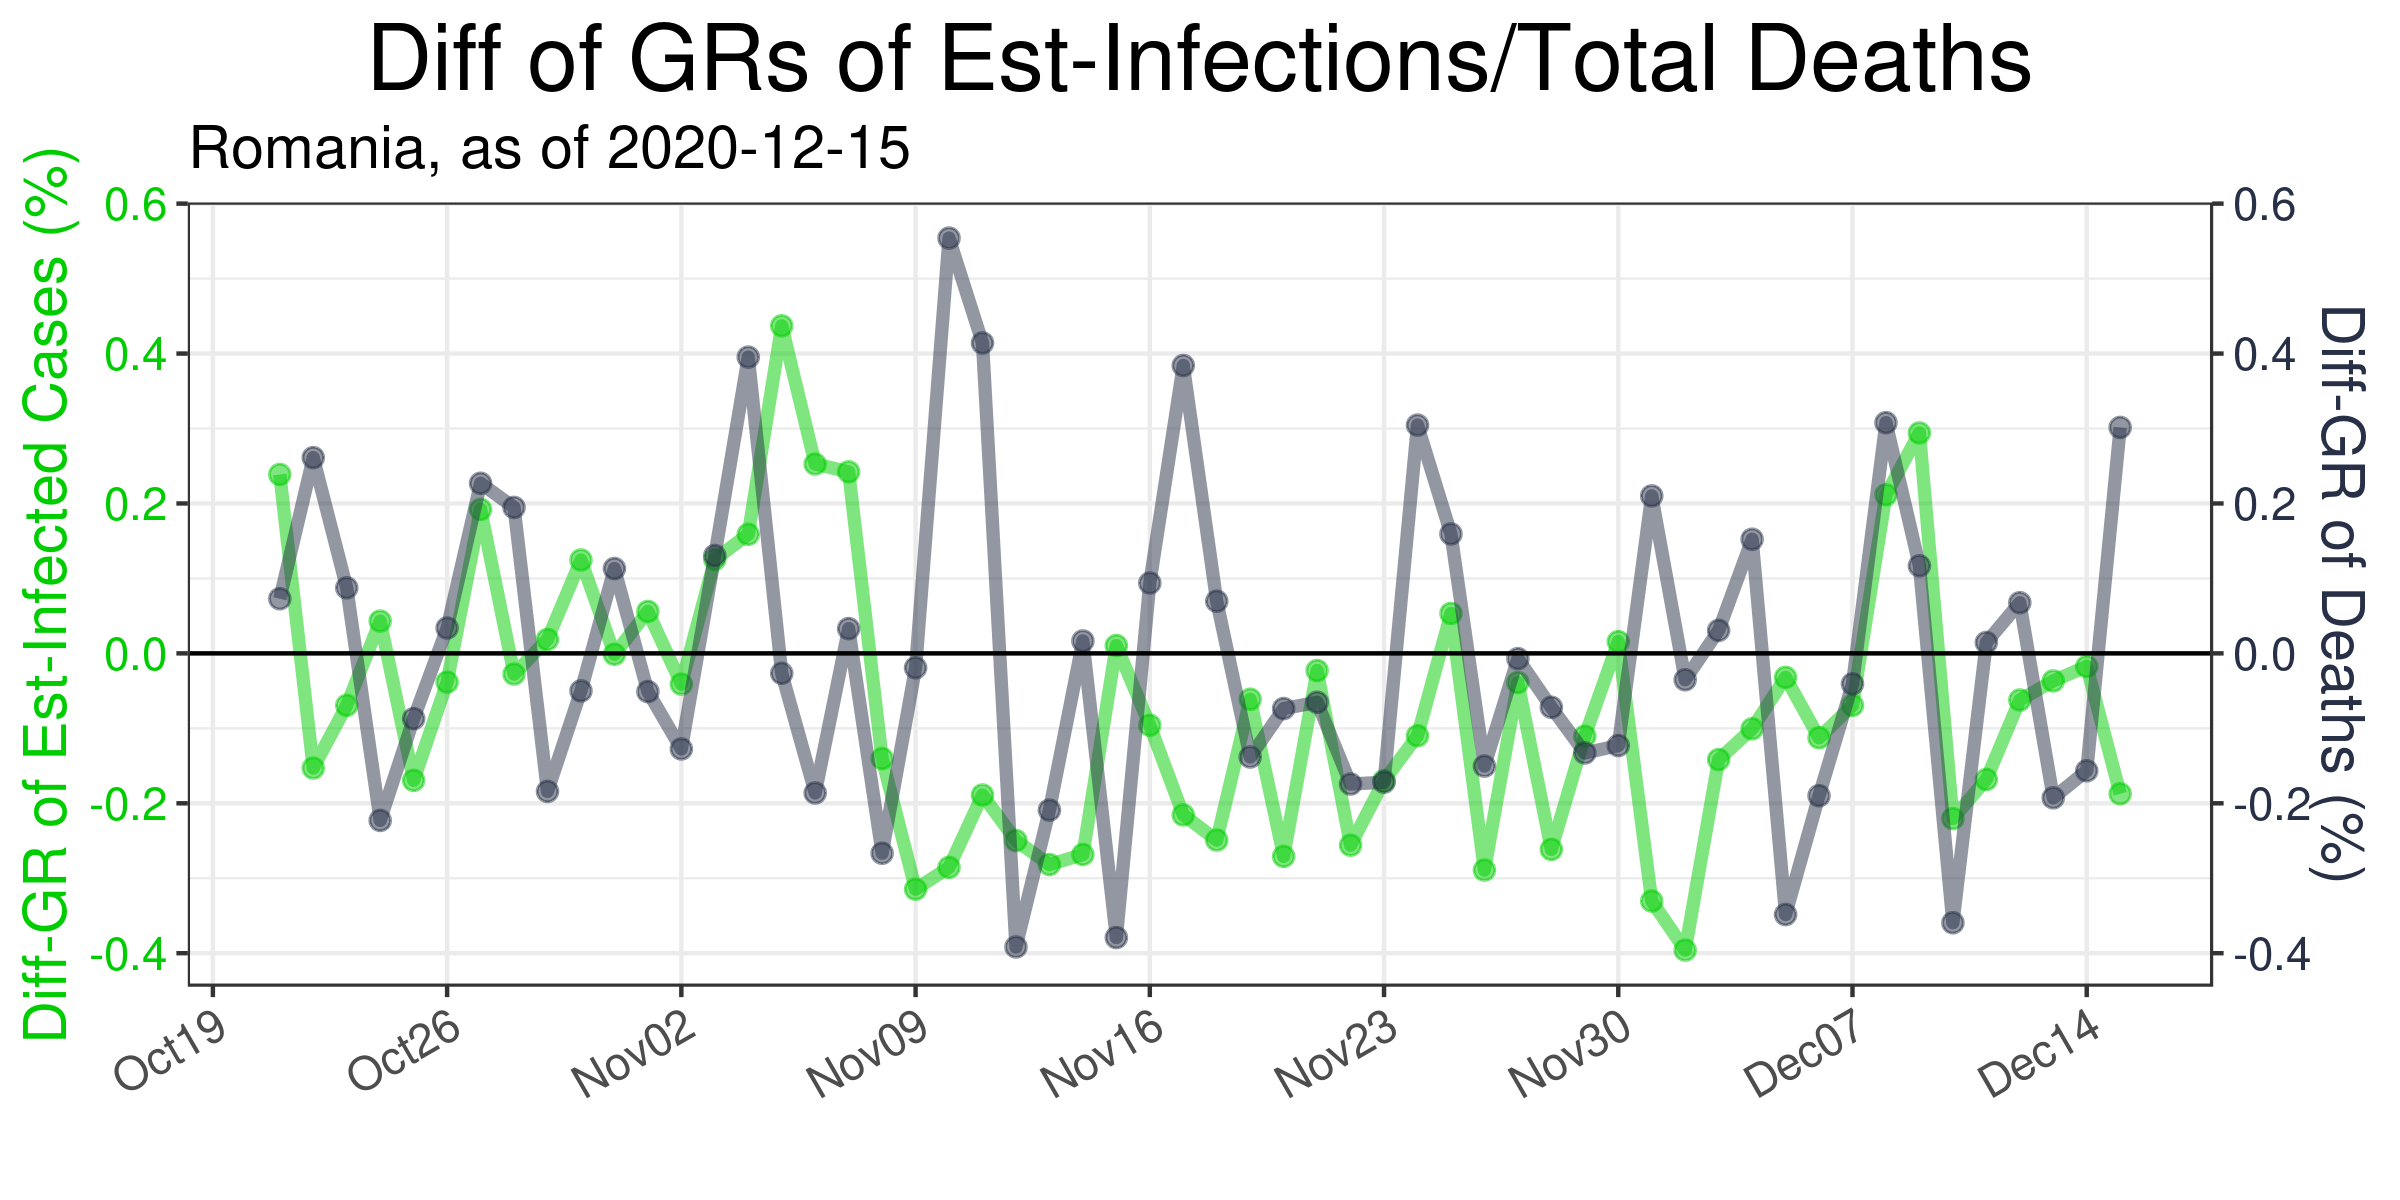 Diff of GRs of Est-Infections/Total Deaths
Romania, as of 2020-12-15
Diff-GR of Est-Infected Cases (%)
0.6
0.4
0.2
0.0
-0.2
-0.4
0.6
0.4
0.2
0.0
-0.2
-0.4
Diff-GR of Deaths (%)
Oct19
Oct26
Nov02
Nov09
Nov16
Nov23
Nov30
Dec07
Dec14